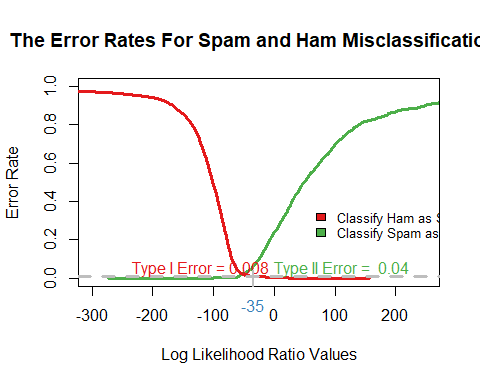 The Error Rates For Spam and Ham Misclassificatio
Error Rate
1.0
0.8
0.6
0.4
0.2
0.0
Classify Ham as S
Classify Spam as
Type I Error = 0.008
Type II Error = 0.04
-35
-300
-200
-100
0
100
200
Log Likelihood Ratio Values